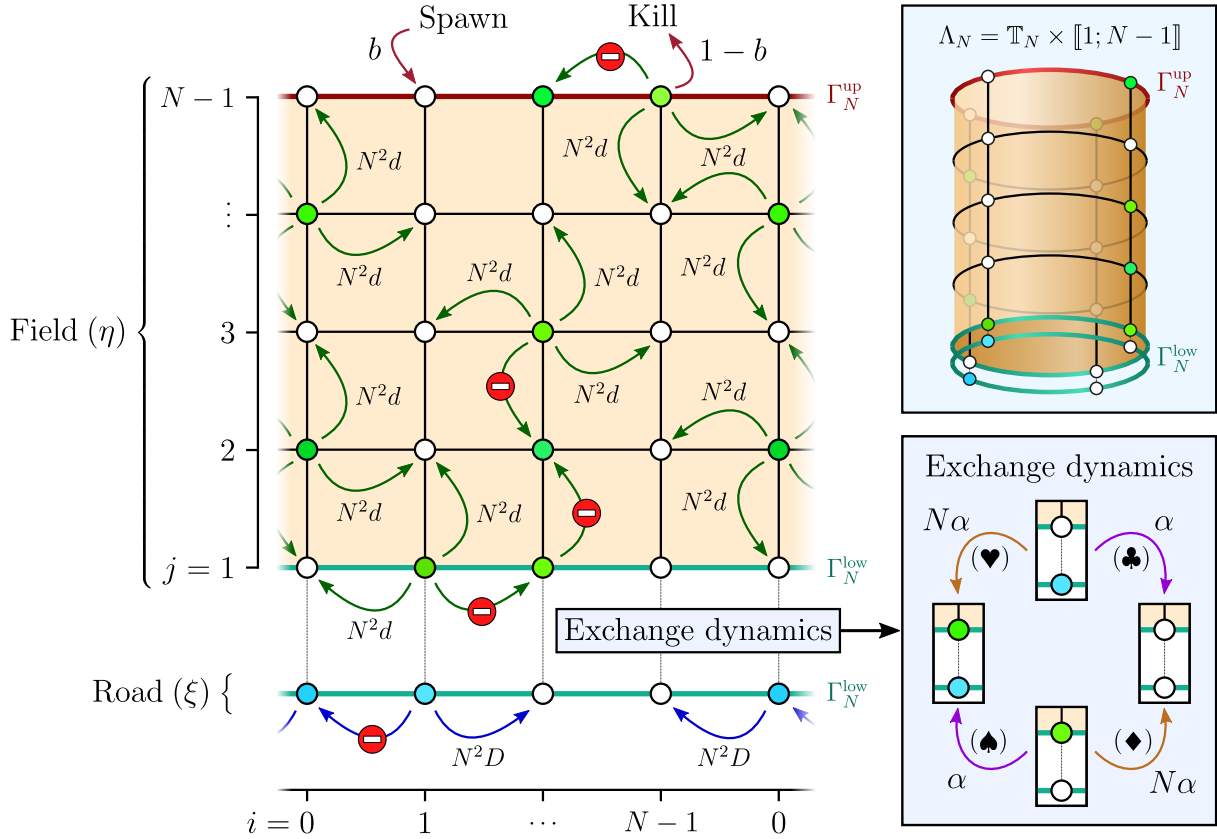 Spawn
Kill
b
1 − b
N − 1
Γ_N^up
N²d
N²d
N²d
⋮
N²d
N²d
N²d
N²d
Field (η)
3
N²d
N²d
N²d
2
N²d
N²d
N²d
j = 1
Γ_N^low
N²d
Exchange dynamics
Road (ξ)
Γ_N^low
N²D
N²D
i = 0
1
⋯
N − 1
0
Λ_N = 𝕋_N × ⟦1; N − 1⟧
Γ_N^up
Γ_N^low
Exchange dynamics
Nα
α
(♥)
(♣)
(♠)
(♦)
α
Nα